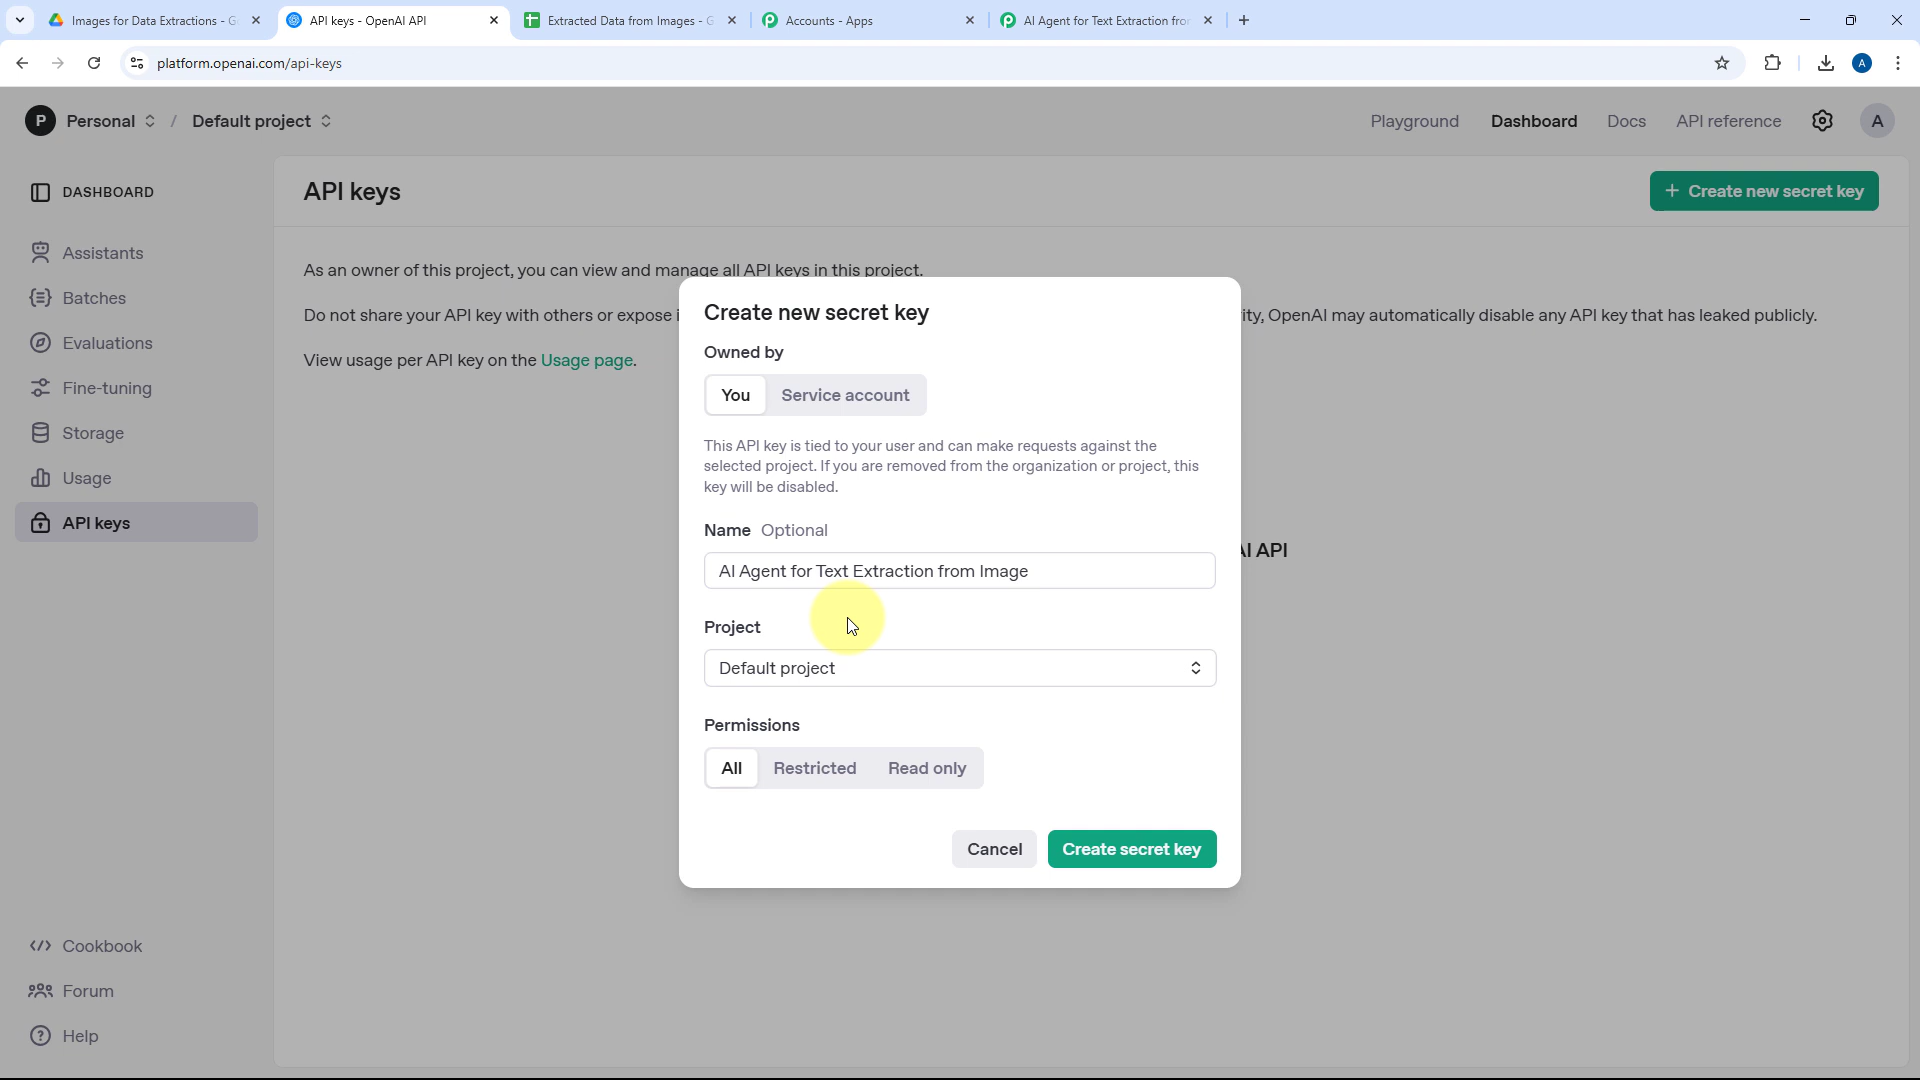 Images for Data Extractions - G
API keys - OpenAI API
Extracted Data from Images - G
Accounts - Apps
AI Agent for Text Extraction fro
platform.openai.com/api-keys
A
P Personal / Default project
Playground
Dashboard
Docs
API reference
A
DASHBOARD
Assistants
Batches
Evaluations
Fine-tuning
Storage
Usage
API keys
Cookbook
Forum
Help
API keys
+ Create new secret key
As an owner of this project, you can view and manage all API keys in this project.
Do not share your API key with others or expose i
ity, OpenAI may automatically disable any API key that has leaked publicly.
View usage per API key on the Usage page.
AI API
Create new secret key
Owned by
You
Service account
This API key is tied to your user and can make requests against the
selected project. If you are removed from the organization or project, this
key will be disabled.
Name Optional
AI Agent for Text Extraction from Image
Project
Default project
Permissions
All
Restricted
Read only
Cancel
Create secret key